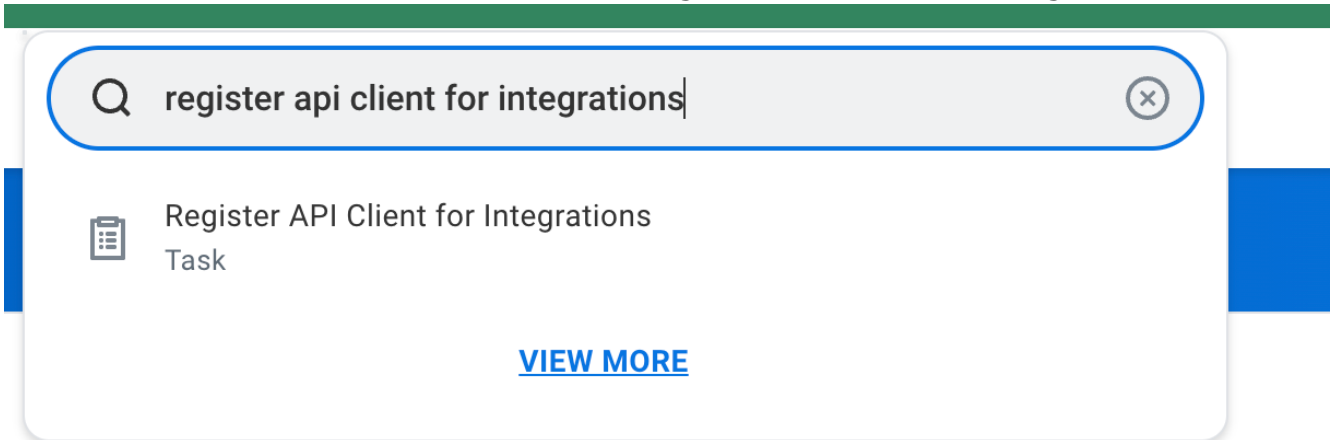 register api client for integrations
Register API Client for Integrations
Task
VIEW MORE